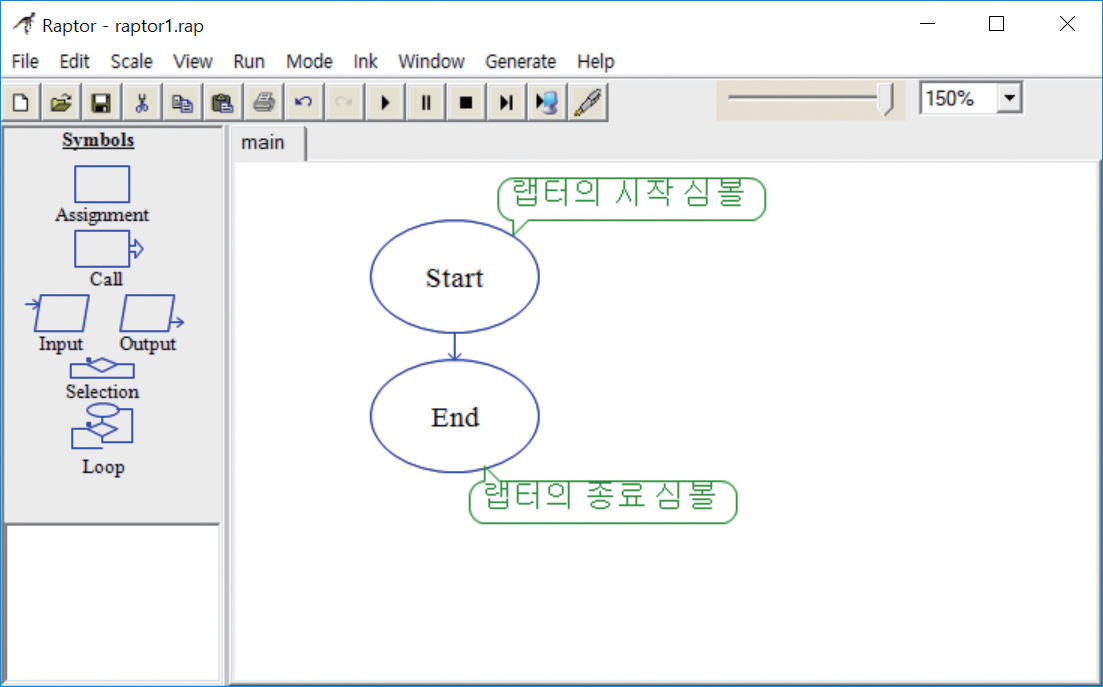 Raptor - raptor1.rap
File Edit Scale View Run Mode Ink Window Generate Help
150%
Symbols
Assignment
Call
Input Output
Selection
Loop
main
랩터의 시작 심볼
Start
End
랩터의 종료 심볼